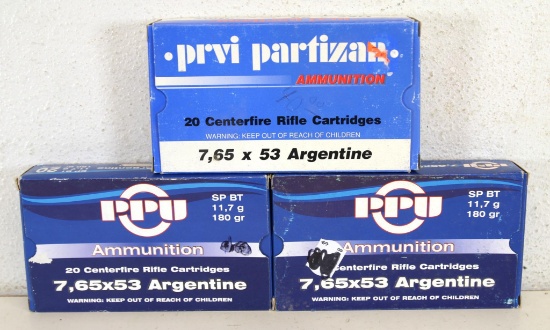 ·prvi partizan·
AMMUNITION
20 Centerfire Rifle Cartridges
WARNING: KEEP OUT OF REACH OF CHILDREN
7,65 x 53 Argentine
PPU
SP BT
11,7 g
180 gr
Ammunition
20 Centerfire Rifle Cartridges
7,65x53 Argentine
WARNING: KEEP OUT OF REACH OF CHILDREN
PPU
SP BT
11,7 g
180 gr
Ammunition
Centerfire Rifle Cartridges
7,65x53 Argentine
WARNING: KEEP OUT OF REACH OF CHILDREN